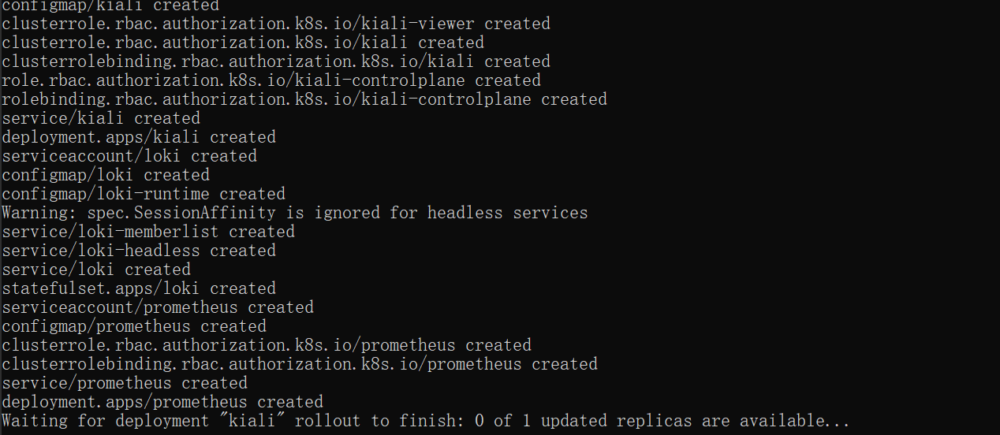 configmap/kiali created
clusterrole.rbac.authorization.k8s.io/kiali-viewer created
clusterrole.rbac.authorization.k8s.io/kiali created
clusterrolebinding.rbac.authorization.k8s.io/kiali created
role.rbac.authorization.k8s.io/kiali-controlplane created
rolebinding.rbac.authorization.k8s.io/kiali-controlplane created
service/kiali created
deployment.apps/kiali created
serviceaccount/loki created
configmap/loki created
configmap/loki-runtime created
Warning: spec.SessionAffinity is ignored for headless services
service/loki-memberlist created
service/loki-headless created
service/loki created
statefulset.apps/loki created
serviceaccount/prometheus created
configmap/prometheus created
clusterrole.rbac.authorization.k8s.io/prometheus created
clusterrolebinding.rbac.authorization.k8s.io/prometheus created
service/prometheus created
deployment.apps/prometheus created
Waiting for deployment "kiali" rollout to finish: 0 of 1 updated replicas are available...